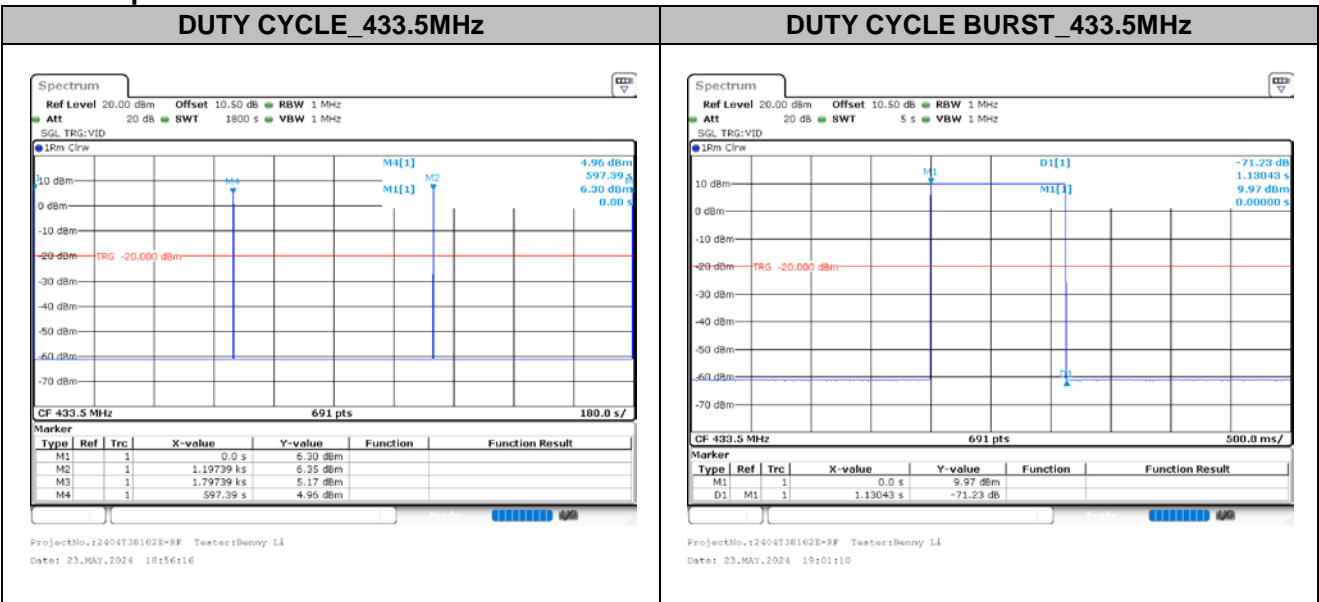 DUTY CYCLE_433.5MHz
Spectrum
Ref Level 20.00 dBm Offset 10.50 dB RBW 1 MHz
Att 20 dB SWT 1800 s VBW 1 MHz
SGL TRG:VID
1Rm Clrw
M4[1] 4.96 dBm
597.39 s
M1[1] 6.30 dBm
0.00 s
M4
M2
10 dBm
0 dBm
-10 dBm
-20 dBm
TRG -20.000 dBm
-30 dBm
-40 dBm
-50 dBm
-60 dBm
-70 dBm
CF 433.5 MHz 691 pts 180.0 s/
Marker
Type Ref Trc X-value Y-value Function Function Result
M1 1 0.0 s 6.30 dBm
M2 1 1.19739 ks 6.35 dBm
M3 1 1.79739 ks 5.17 dBm
M4 1 597.39 s 4.96 dBm
ProjectNo.:2404T38102E-RF Tester:Benny Li
Date: 23.MAY.2024 18:56:16
DUTY CYCLE BURST_433.5MHz
Spectrum
Ref Level 20.00 dBm Offset 10.50 dB RBW 1 MHz
Att 20 dB SWT 5 s VBW 1 MHz
SGL TRG:VID
1Rm Clrw
D1[1] -71.23 dB
1.13043 s
M1[1] 9.97 dBm
0.00000 s
M1
10 dBm
0 dBm
-10 dBm
-20 dBm
TRG -20.000 dBm
-30 dBm
-40 dBm
-50 dBm
-60 dBm
D1
-70 dBm
CF 433.5 MHz 691 pts 500.0 ms/
Marker
Type Ref Trc X-value Y-value Function Function Result
M1 1 0.0 s 9.97 dBm
D1 M1 1 1.13043 s -71.23 dB
ProjectNo.:2404T38102E-RF Tester:Benny Li
Date: 23.MAY.2024 19:01:10